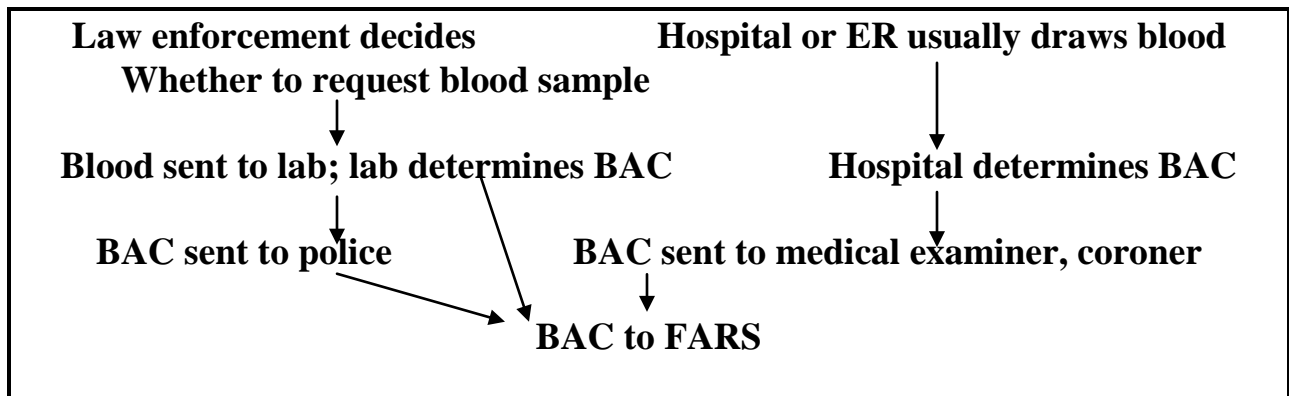 Law enforcement decides
Whether to request blood sample
Hospital or ER usually draws blood
Blood sent to lab; lab determines BAC
Hospital determines BAC
BAC sent to police
BAC sent to medical examiner, coroner
BAC to FARS